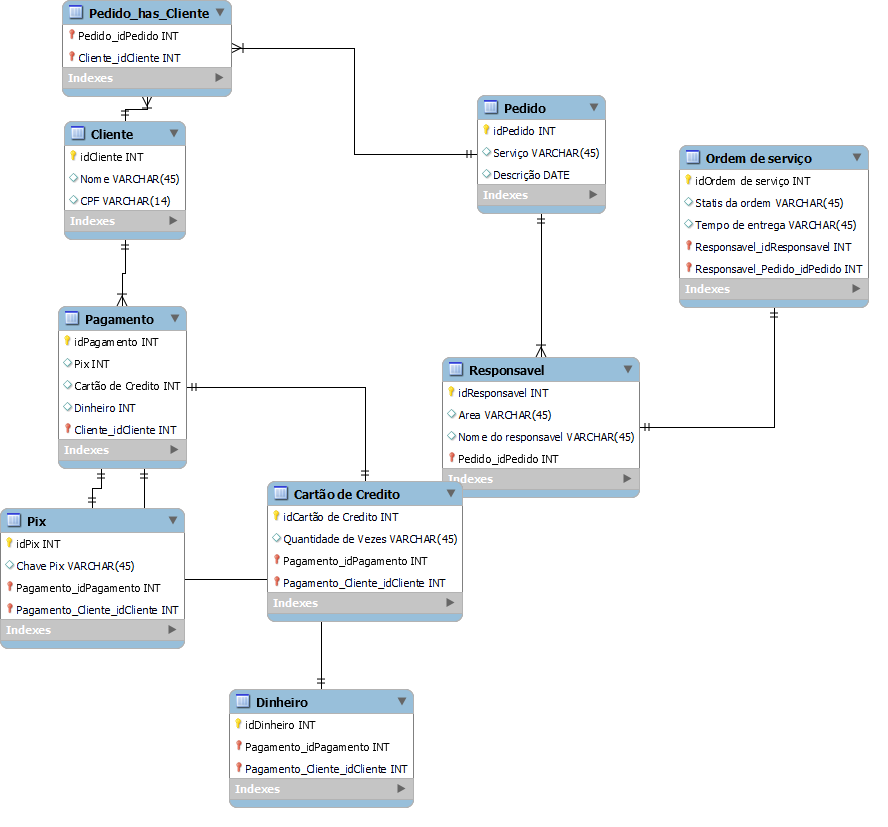 Pedido_has_Cliente
Pedido_idPedido INT
Cliente_idCliente INT
Indexes
Cliente
idCliente INT
Nome VARCHAR(45)
CPF VARCHAR(14)
Indexes
Pedido
idPedido INT
Serviço VARCHAR(45)
Descrição DATE
Indexes
Ordem de serviço
idOrdem de serviço INT
Statis da ordem VARCHAR(45)
Tempo de entrega VARCHAR(45)
Responsavel_idResponsavel INT
Responsavel_Pedido_idPedido INT
Indexes
Pagamento
idPagamento INT
Pix INT
Cartão de Credito INT
Dinheiro INT
Cliente_idCliente INT
Indexes
Responsavel
idResponsavel INT
Area VARCHAR(45)
Nome do responsavel VARCHAR(45)
Pedido_idPedido INT
Indexes
Pix
idPix INT
Chave Pix VARCHAR(45)
Pagamento_idPagamento INT
Pagamento_Cliente_idCliente INT
Indexes
Cartão de Credito
idCartão de Credito INT
Quantidade de Vezes VARCHAR(45)
Pagamento_idPagamento INT
Pagamento_Cliente_idCliente INT
Indexes
Dinheiro
idDinheiro INT
Pagamento_idPagamento INT
Pagamento_Cliente_idCliente INT
Indexes